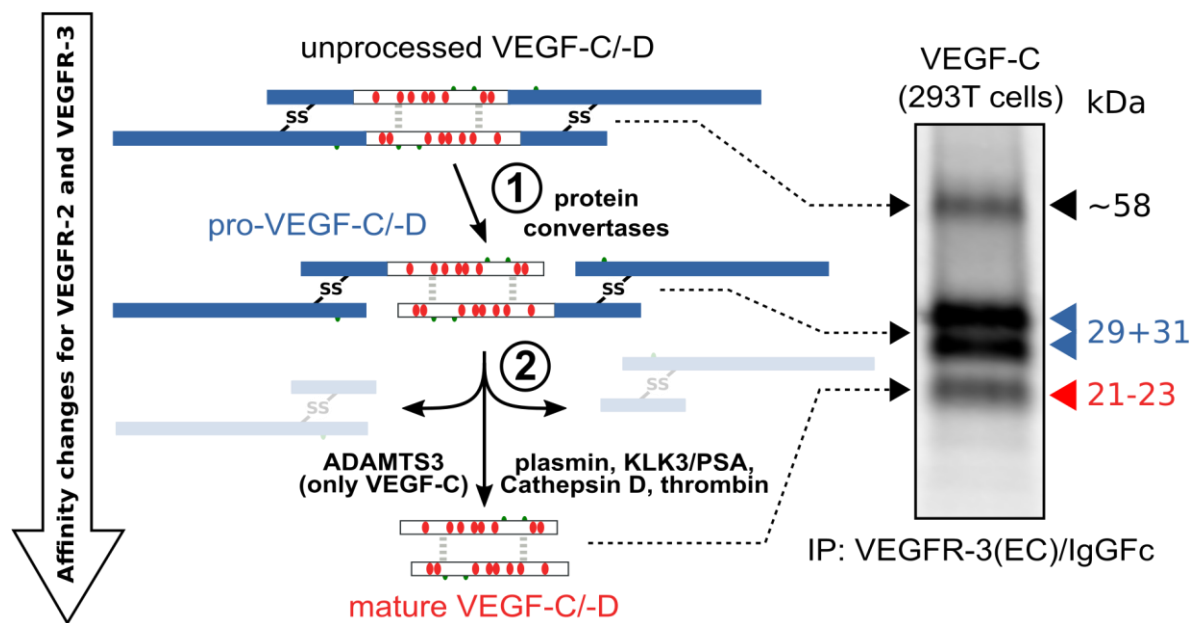 Affinity changes for VEGFR-2 and VEGFR-3
unprocessed VEGF-C/-D
SS
SS
1
protein
convertases
pro-VEGF-C/-D
SS
SS
2
SS
SS
ADAMTS3
(only VEGF-C)
plasmin, KLK3/PSA,
Cathepsin D, thrombin
mature VEGF-C/-D
VEGF-C
(293T cells)
kDa
~58
29+31
21-23
IP: VEGFR-3(EC)/IgGFc